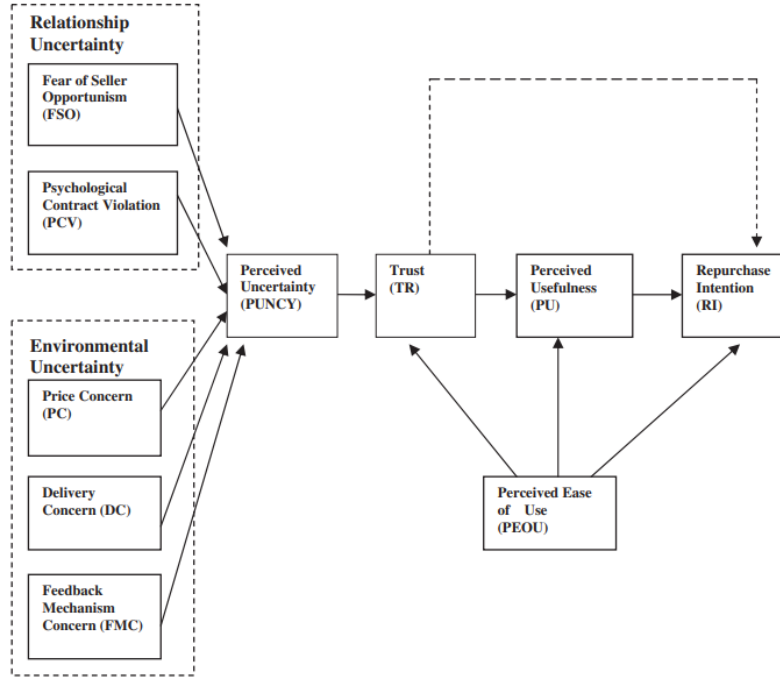 Relationship
Uncertainty
Fear of Seller
Opportunism
(FSO)
Psychological
Contract Violation
(PCV)
Perceived
Uncertainty
(PUNCY)
Trust
(TR)
Perceived
Usefulness
(PU)
Repurchase
Intention
(RI)
Environmental
Uncertainty
Price Concern
(PC)
Delivery
Concern (DC)
Feedback
Mechanism
Concern (FMC)
Perceived Ease
of Use
(PEOU)